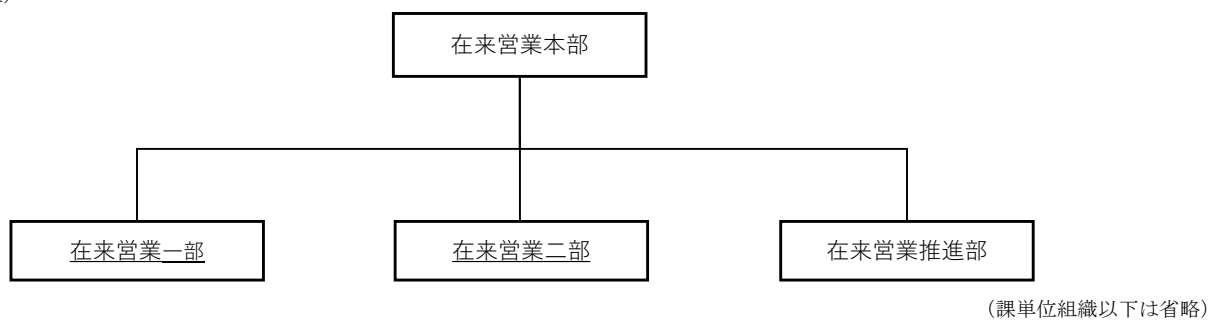 在来営業本部
在来営業一部
在来営業二部
在来営業推進部
（課単位組織以下は省略）